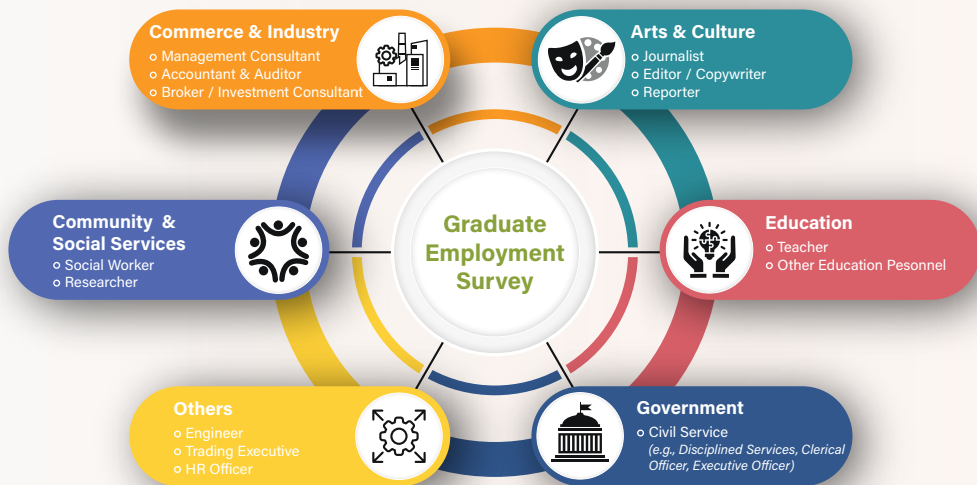 Commerce & Industry
Management Consultant
Accountant & Auditor
Broker / Investment Consultant
Arts & Culture
Journalist
Editor / Copywriter
Reporter
Community &
Social Services
Social Worker
Researcher
Graduate
Employment
Survey
Education
Teacher
Other Education Pesonnel
Others
Engineer
Trading Executive
HR Officer
Government
Civil Service
(e.g., Disciplined Services, Clerical
Officer, Executive Officer)